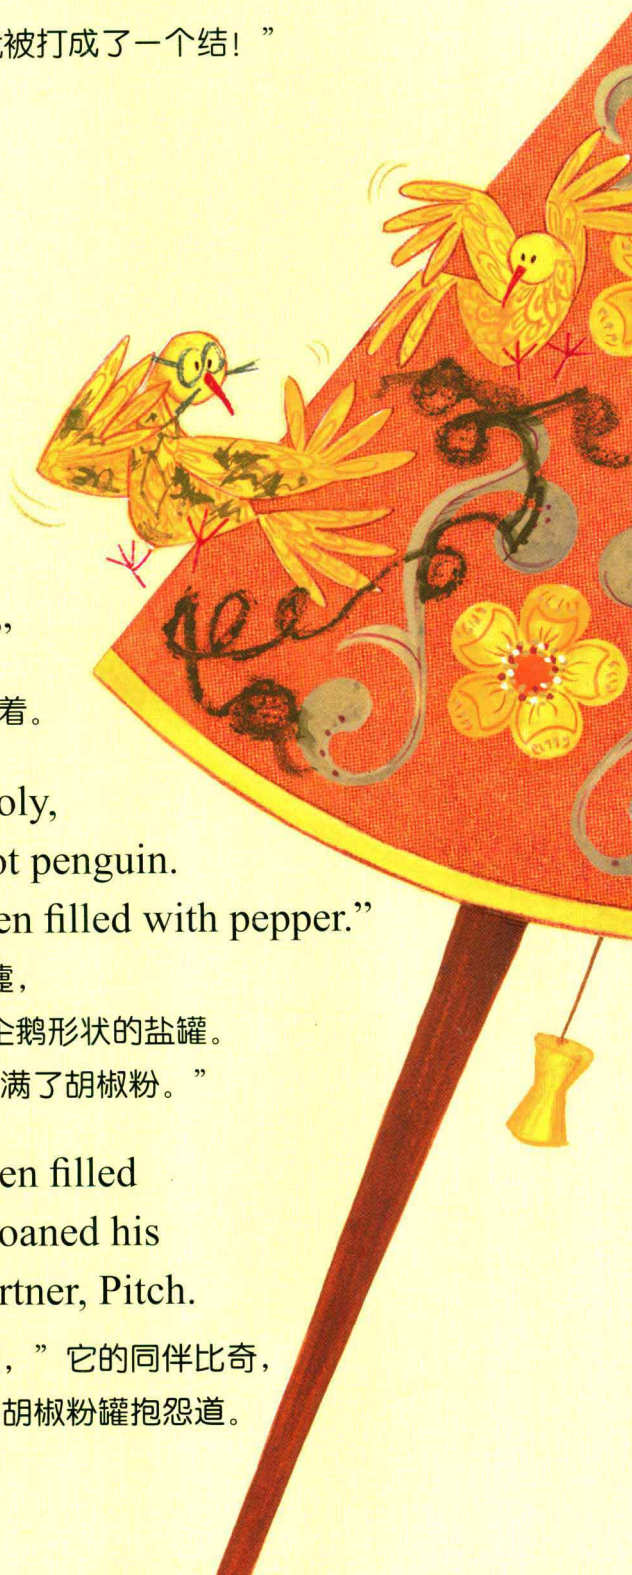 被打成了一个结！”
”
着。
oly,
ot penguin.
en filled with pepper.”
企鹅形状的盐罐。
满了胡椒粉。”
en filled
oaned his
rtner, Pitch.
，”它的同伴比奇，
胡椒粉罐抱怨道。